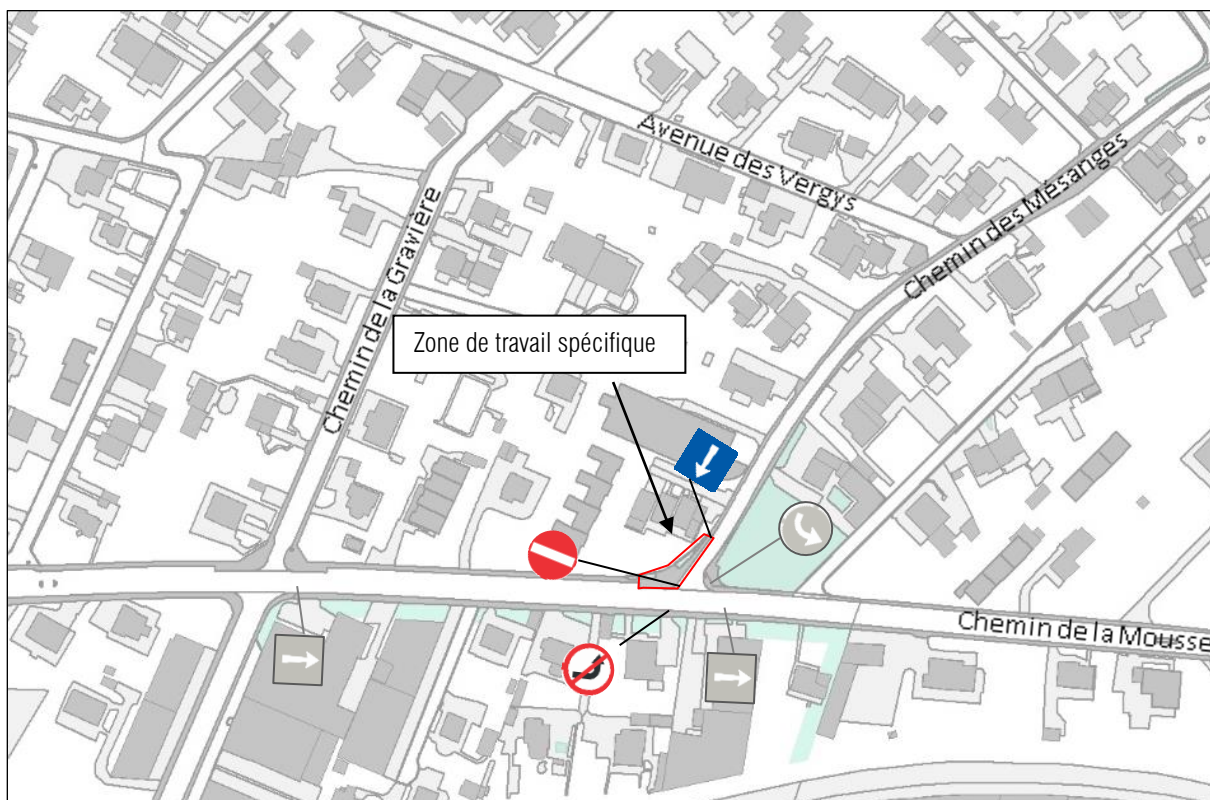 Avenue des Vergys
Chemin des Mésanges
Chemin de la Gravière
Zone de travail spécifique
Chemin de la Mousse